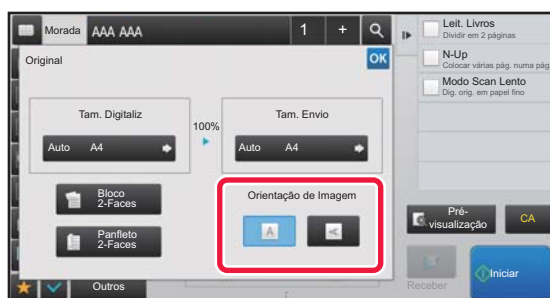 Morada AAA AAA 1 +
Original OK
Tam. Digitaliz
100%
Tam. Envio
Auto A4
Auto A4
Bloco
2-Faces
Panfleto
2-Faces
Orientação de Imagem
A
A
Outros
Leit. Livros
Dividir em 2 páginas
N-Up
Colocar várias pág. numa pág.
Modo Scan Lento
Dig. orig. em papel fino
Pré-
visualização
CA
Receber
Iniciar